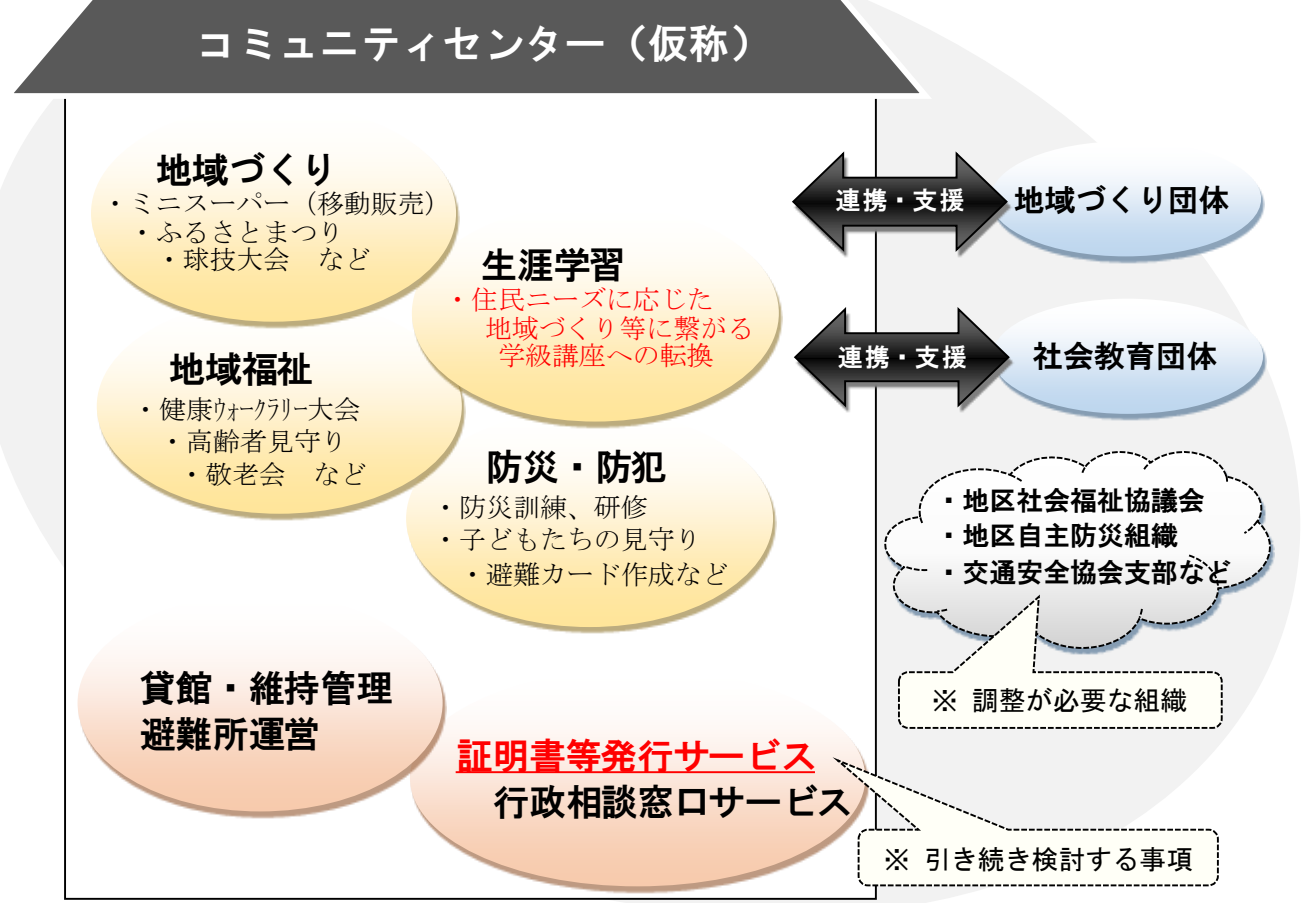 コミュニティセンター（仮称）
地域づくり
・ミニスーパー（移動販売）
・ふるさとまつり
・球技大会　など
生涯学習
・住民ニーズに応じた
地域づくり等に繋がる
学級講座への転換
地域福祉
・健康ｳｫｰｸﾗﾘｰ大会
・高齢者見守り
・敬老会　など
防災・防犯
・防災訓練、研修
・子どもたちの見守り
・避難カード作成など
貸館・維持管理
避難所運営
証明書等発行サービス
行政相談窓口サービス
連携・支援
地域づくり団体
連携・支援
社会教育団体
・地区社会福祉協議会
・地区自主防災組織
・交通安全協会支部など
※ 調整が必要な組織
※ 引き続き検討する事項